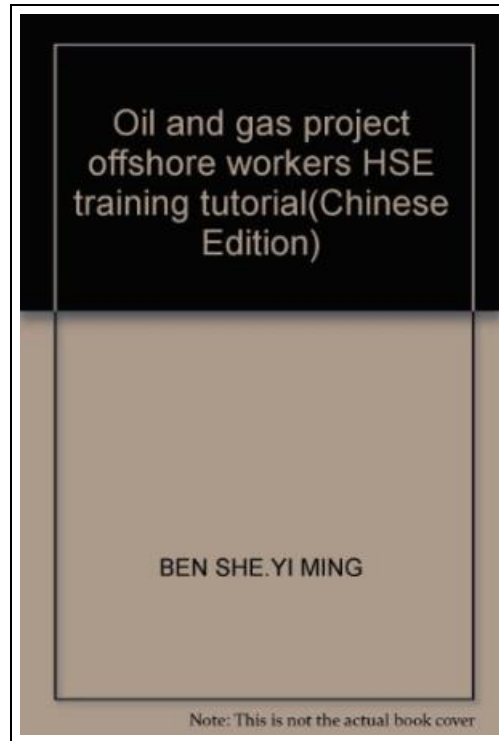 Oil and gas project
offshore workers HSE
training tutorial(Chinese
Edition)
BEN SHE.YI MING
Note: This is not the actual book cover